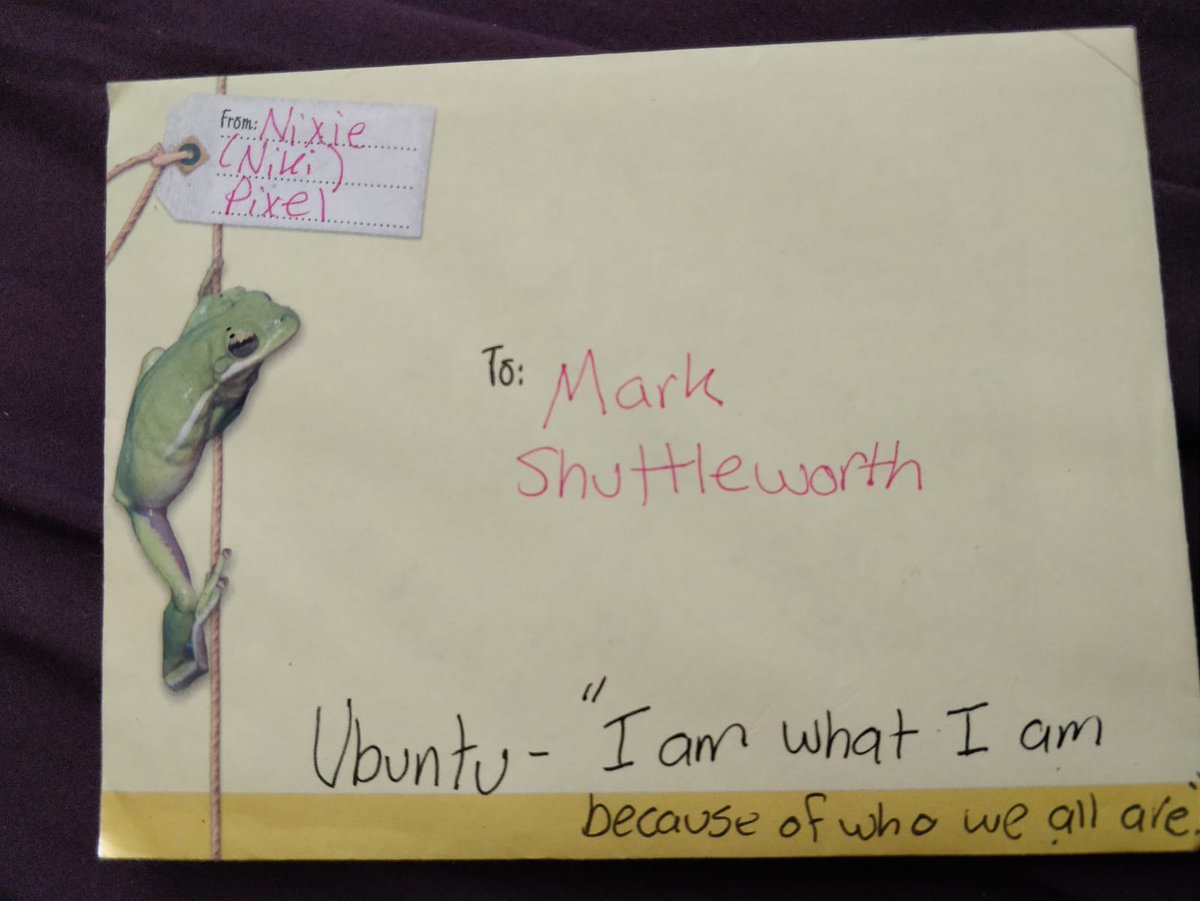 From: Nixie
(Niki)
Pixel
To: Mark
Shuttleworth
Ubuntu - "I am what I am
because of who we all are."